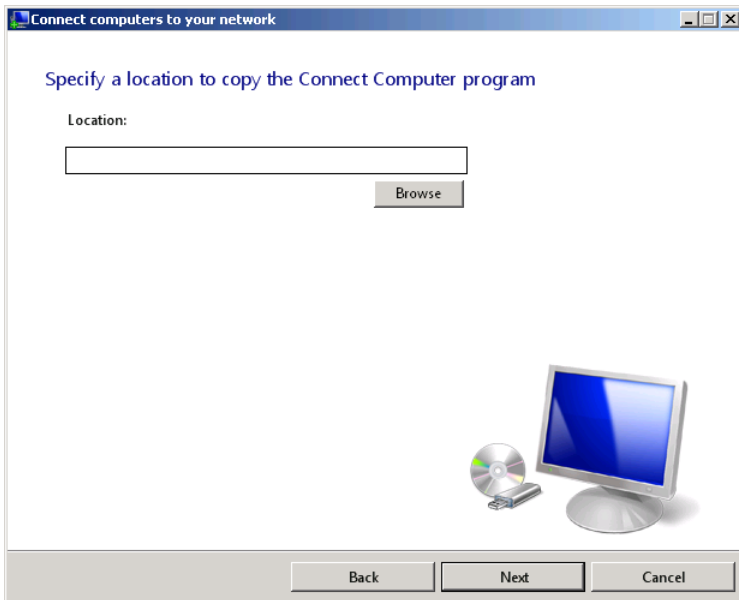 Connect computers to your network
Specify a location to copy the Connect Computer program
Location:
Browse
Back Next Cancel